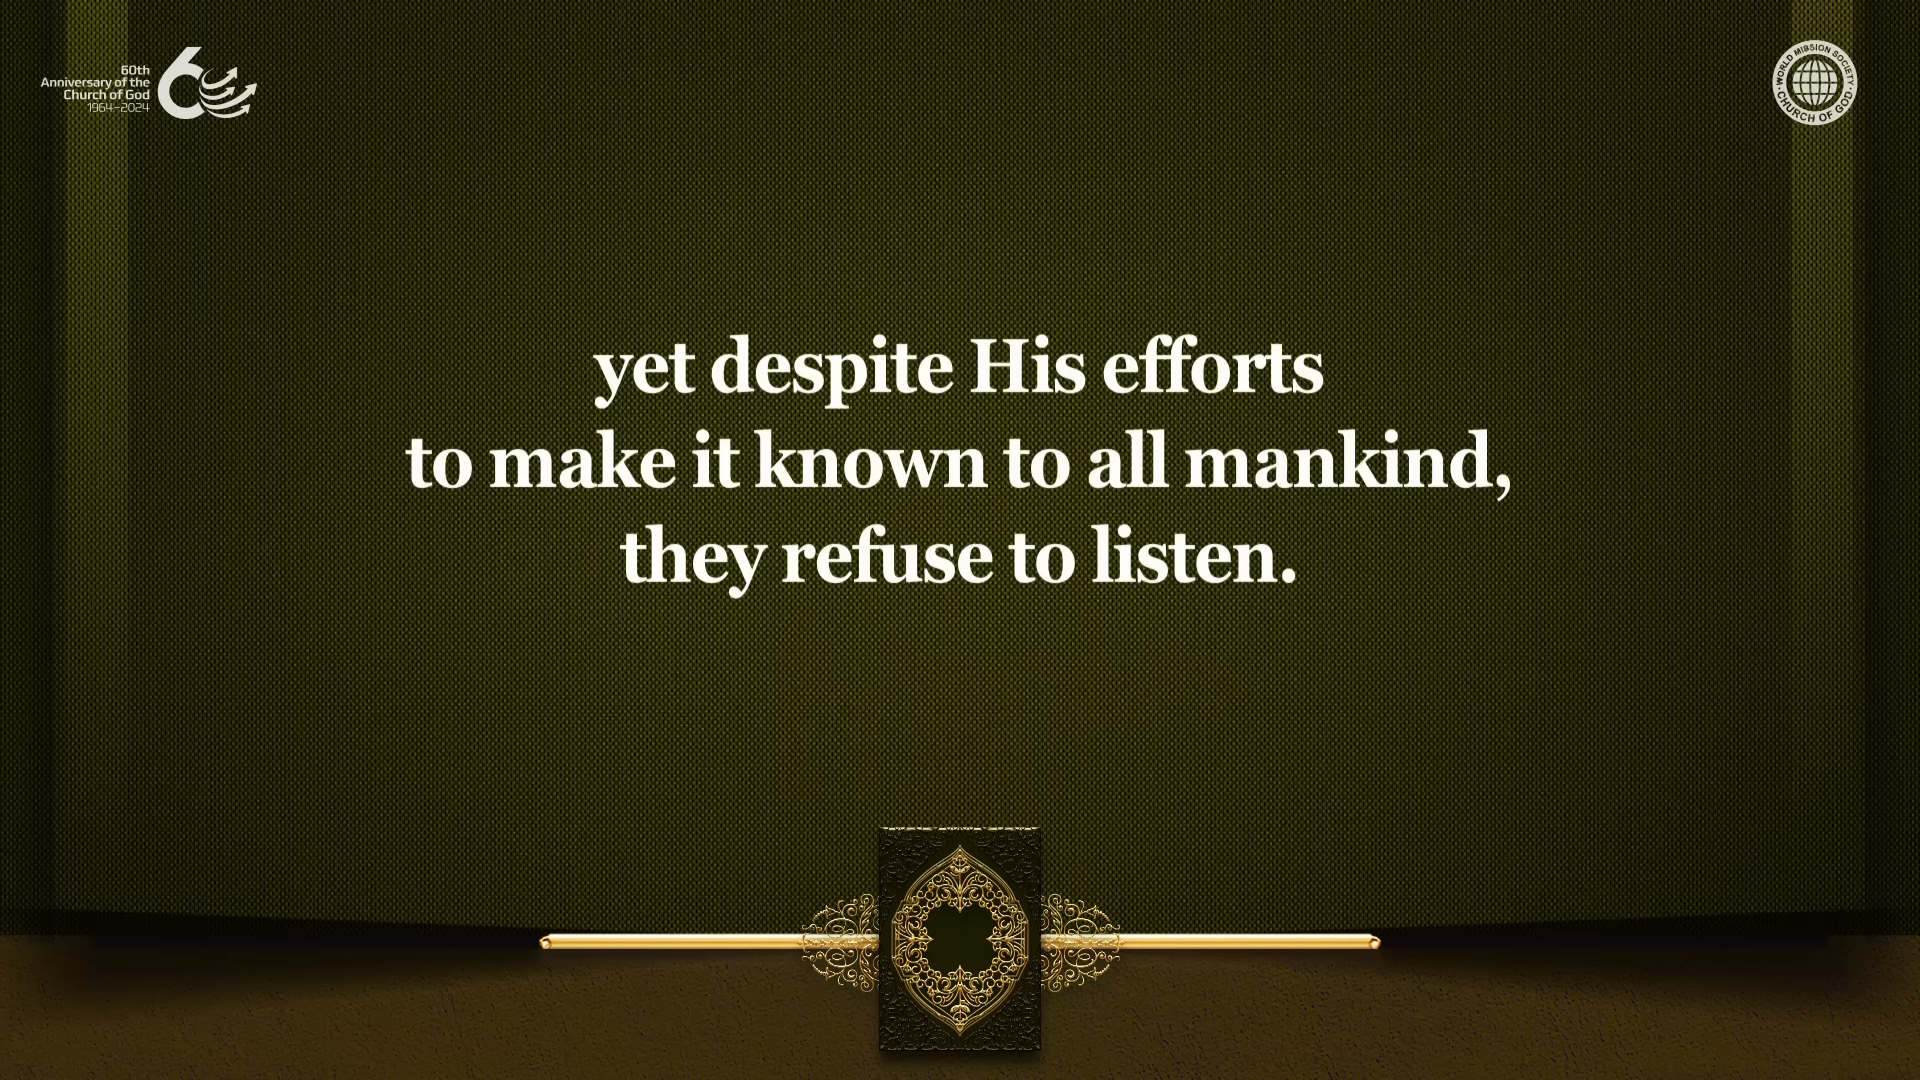 60th
Anniversary of the
Church of God
1964–2024
WORLD MISSION SOCIETY
CHURCH OF GOD
yet despite His efforts
to make it known to all mankind,
they refuse to listen.